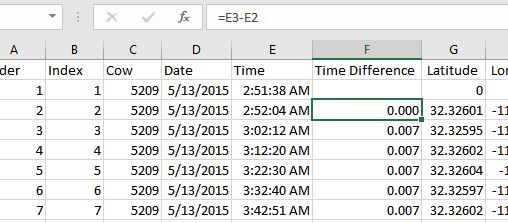 fx =E3-E2
A B C D E F G
der Index Cow Date Time Time Difference Latitude Lon
1 1 5209 5/13/2015 2:51:38 AM 0
2 2 5209 5/13/2015 2:52:04 AM 0.000 32.32601 -11
3 3 5209 5/13/2015 3:02:12 AM 0.007 32.32595 -11
4 4 5209 5/13/2015 3:12:20 AM 0.007 32.32602 -11
5 5 5209 5/13/2015 3:22:30 AM 0.007 32.32604 -1
6 6 5209 5/13/2015 3:32:40 AM 0.007 32.32597 -11
7 7 5209 5/13/2015 3:42:51 AM 0.007 32.32602 -11